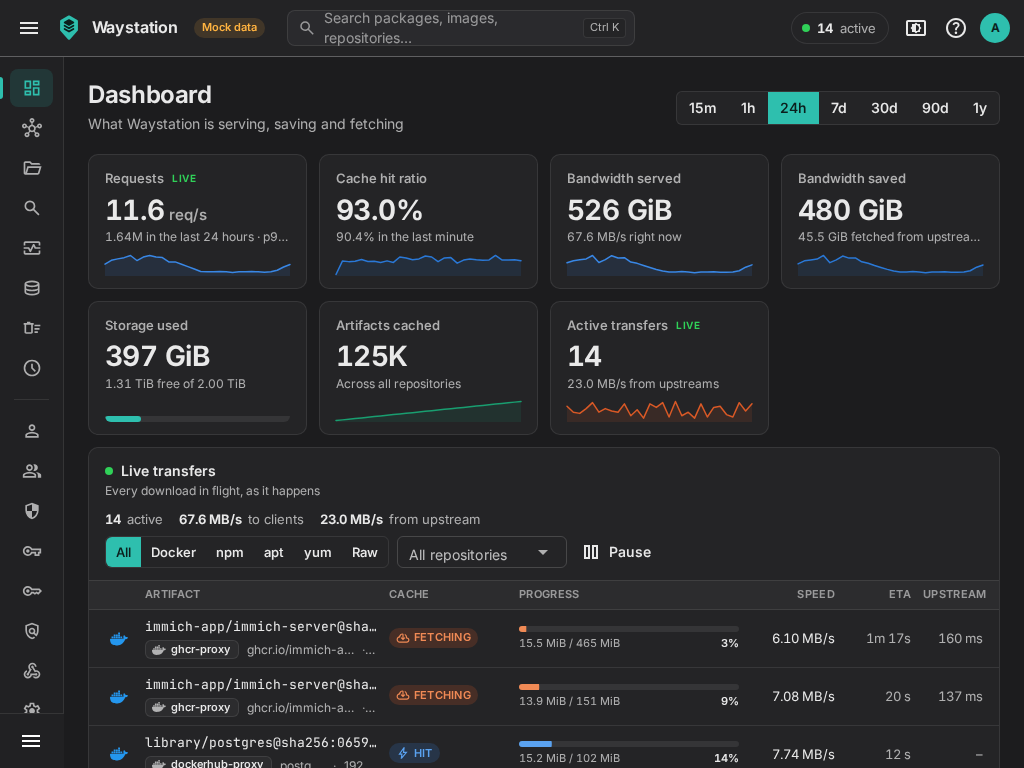 Waystation
Mock data
Search packages, images, repositories...
Ctrl K
14 active
A
Dashboard
What Waystation is serving, saving and fetching
15m 1h 24h 7d 30d 90d 1y
Requests LIVE
11.6 req/s
1.64M in the last 24 hours · p9...
Cache hit ratio
93.0%
90.4% in the last minute
Bandwidth served
526 GiB
67.6 MB/s right now
Bandwidth saved
480 GiB
45.5 GiB fetched from upstrea...
Storage used
397 GiB
1.31 TiB free of 2.00 TiB
Artifacts cached
125K
Across all repositories
Active transfers LIVE
14
23.0 MB/s from upstreams
Live transfers
Every download in flight, as it happens
14 active 67.6 MB/s to clients 23.0 MB/s from upstream
All Docker npm apt yum Raw All repositories Pause
ARTIFACT CACHE PROGRESS SPEED ETA UPSTREAM
immich-app/immich-server@sha...
ghcr-proxy ghcr.io/immich-a... ·...
FETCHING
15.5 MiB / 465 MiB 3%
6.10 MB/s 1m 17s 160 ms
immich-app/immich-server@sha...
ghcr-proxy ghcr.io/immich-a... ·...
FETCHING
13.9 MiB / 151 MiB 9%
7.08 MB/s 20 s 137 ms
library/postgres@sha256:0659...
dockerhub-proxy postg... · 192...
HIT
15.2 MiB / 102 MiB 14%
7.74 MB/s 12 s –